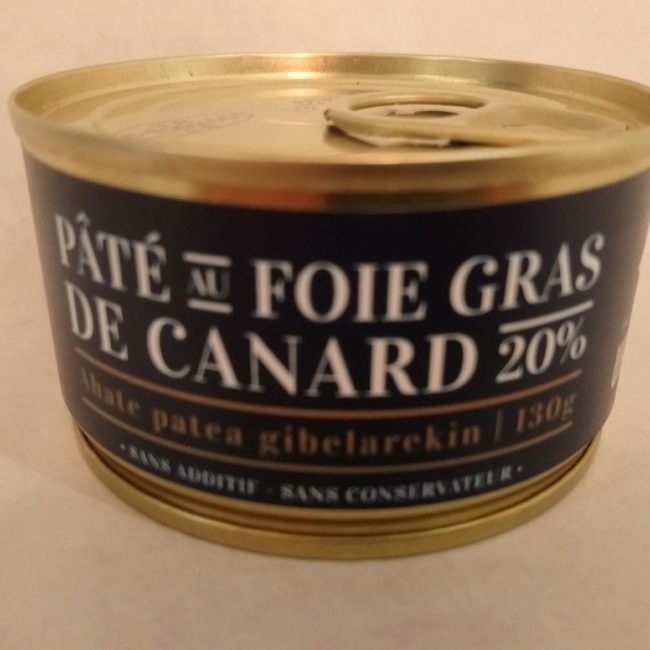 PÂTÉ AU FOIE GRAS
DE CANARD 20%
Ahate patea gibelarekin | 130g
• SANS ADDITIF - SANS CONSERVATEUR •